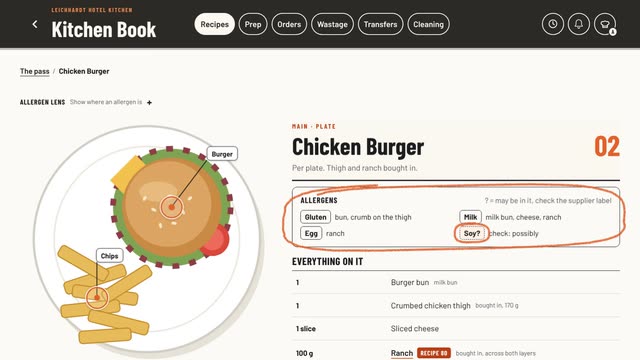 LEICHHARDT HOTEL KITCHEN
Kitchen Book
Recipes Prep Orders Wastage Transfers Cleaning
The pass / Chicken Burger
ALLERGEN LENS Show where an allergen is +
Burger
Chips
MAIN · PLATE
Chicken Burger 02
Per plate. Thigh and ranch bought in.
ALLERGENS ? = may be in it, check the supplier label
Gluten bun, crumb on the thigh
Milk milk bun, cheese, ranch
Egg ranch
Soy? check: possibly
EVERYTHING ON IT
1 Burger bun milk bun
1 Crumbed chicken thigh bought in, 170 g
1 slice Sliced cheese
100 g Ranch RECIPE 80 bought in, across both layers